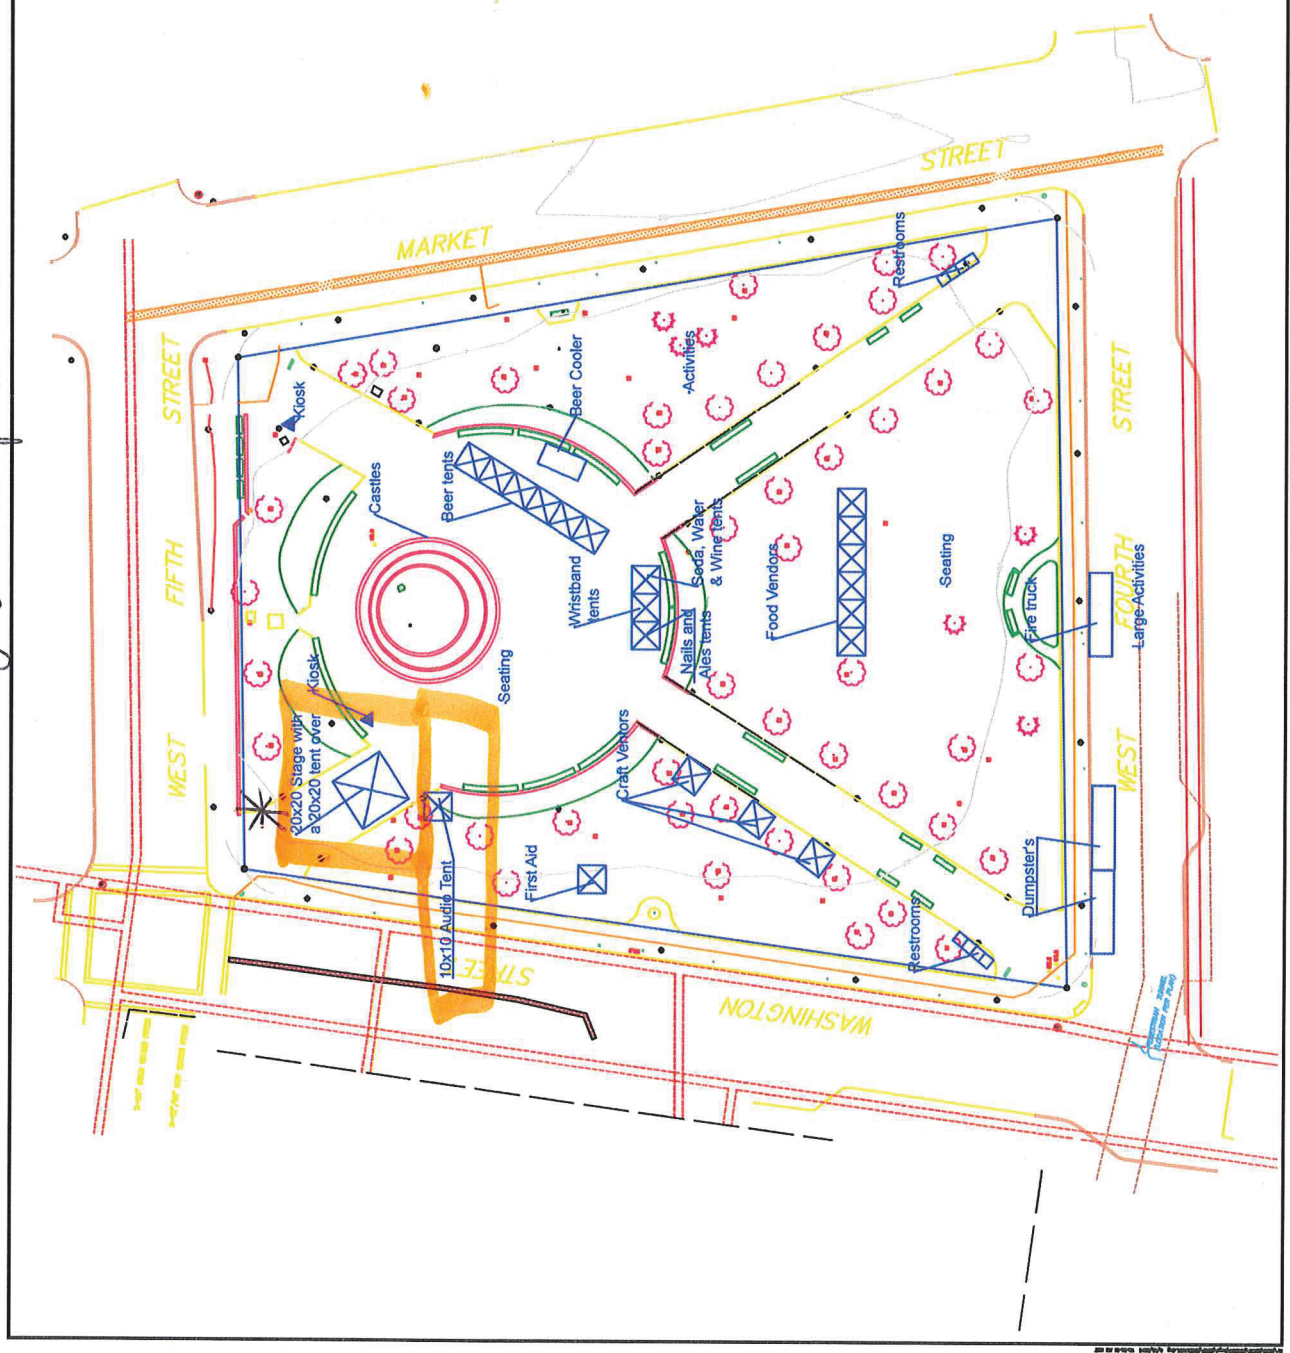 MARKET
STREET
STREET
FIFTH
WEST
STREET
FOURTH
WEST
WASHINGTON
STREET
Restfooms
Activities
Beer Cooler
Kiosk
Castles
Beer tents
Wristband
tents
Soda, Water
& Wine tents
Nails and
Ales tents
Food Vendors
Seating
Fire truck
Large Activities
Seating
Kiosk
20x20 Stage with
a 20x20 tent over
10x10 Audio Tent
First Aid
Craft Ventors
Restrooms
Dumpster's